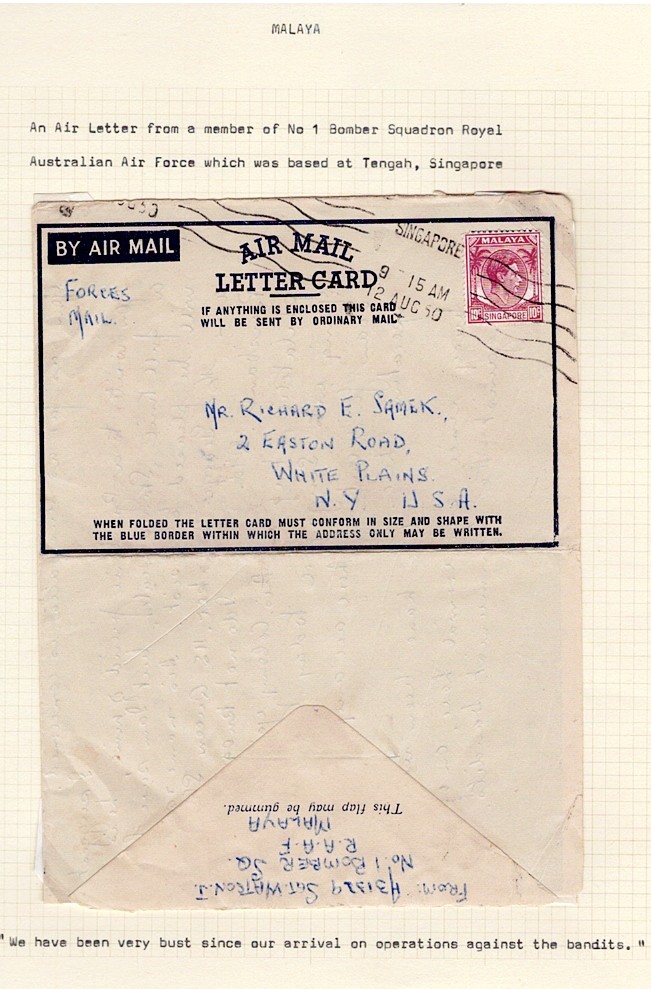 MALAYA
An Air Letter from a member of No 1 Bomber Squadron Royal
Australian Air Force which was based at Tengah, Singapore
BY AIR MAIL
AIR MAIL
LETTER CARD
IF ANYTHING IS ENCLOSED THIS CARD
WILL BE SENT BY ORDINARY MAIL
FORCES
MAIL.
SINGAPORE
9 - 15 AM
12 AUG 50
MALAYA
10c SINGAPORE 10c
MR. RICHARD E. SAMEK.,
2 EASTON ROAD,
WHITE PLAINS.
N.Y U.S.A.
WHEN FOLDED THE LETTER CARD MUST CONFORM IN SIZE AND SHAPE WITH
THE BLUE BORDER WITHIN WHICH THE ADDRESS ONLY MAY BE WRITTEN.
FROM: A31329 SGT. WATSON. J.
No. 1 BOMBER SQ.
R.A.A.F
MALAYA
This flap may be gummed.
"We have been very bust since our arrival on operations against the bandits."